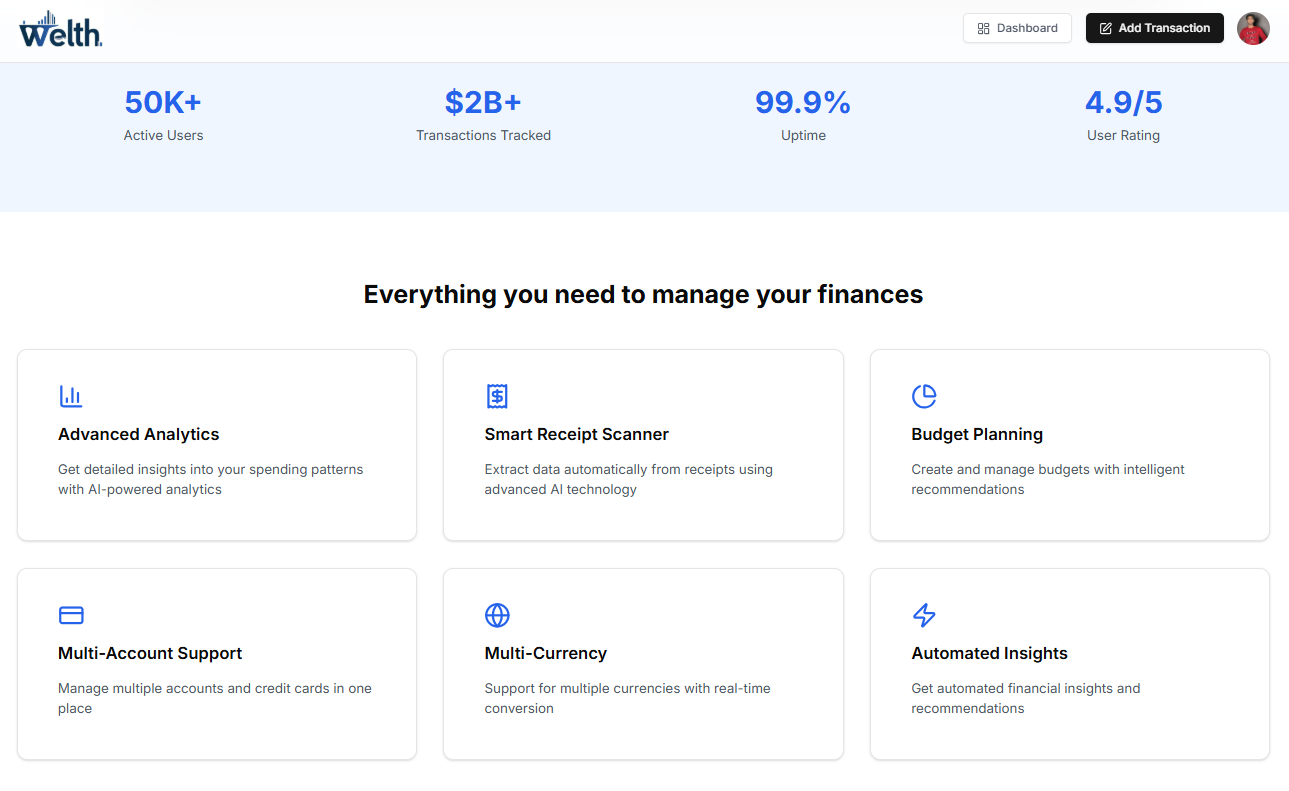 Welth.
Dashboard
Add Transaction
50K+
Active Users
$2B+
Transactions Tracked
99.9%
Uptime
4.9/5
User Rating
Everything you need to manage your finances
Advanced Analytics
Get detailed insights into your spending patterns
with AI-powered analytics
Smart Receipt Scanner
Extract data automatically from receipts using
advanced AI technology
Budget Planning
Create and manage budgets with intelligent
recommendations
Multi-Account Support
Manage multiple accounts and credit cards in one
place
Multi-Currency
Support for multiple currencies with real-time
conversion
Automated Insights
Get automated financial insights and
recommendations